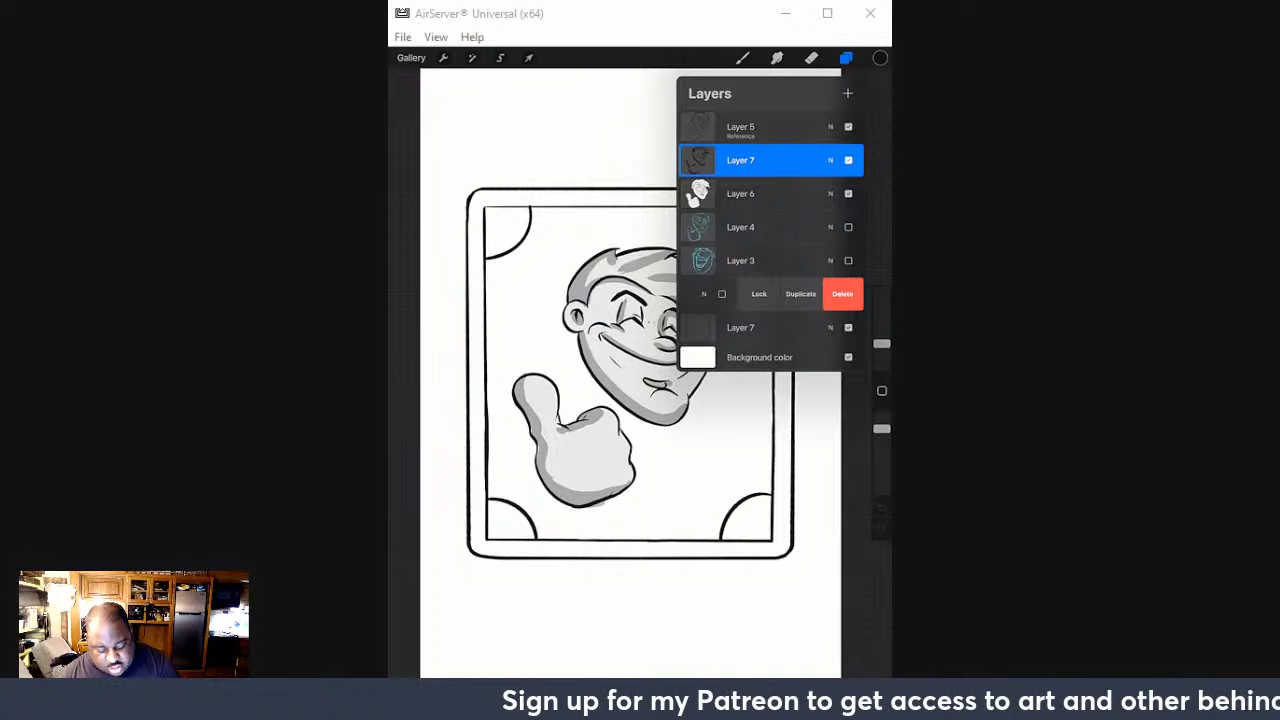 AirServer® Universal (x64)
File View Help
Gallery
Layers
Layer 5 N
Reference
Layer 7 N
Layer 6 N
Layer 4 N
Layer 3 N
N Lock Duplicate Delete
Layer 7 N
Background color
Sign up for my Patreon to get access to art and other behind